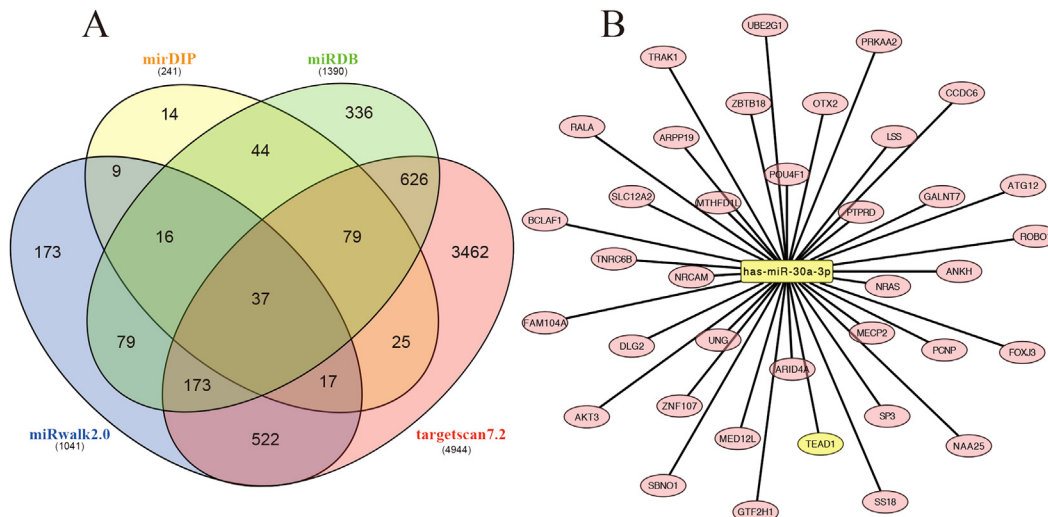 A
B
mirDIP
(241)
miRDB
(1390)
14
336
44
9
626
16
79
173
3462
37
79
25
173
17
522
miRwalk2.0
(1041)
targetscan7.2
(4944)
UBE2G1
PRKAA2
TRAK1
CCDC6
ZBTB18
OTX2
RALA
ARPP19
LSS
POU4F1
ATG12
SLC12A2
MTHFD1L
GALNT7
PTPRD
BCLAF1
ROBO1
TNRC6B
NRCAM
has-miR-30a-3p
ANKH
NRAS
FAM104A
DLG2
UNG
MECP2
PCNP
FOXJ3
ARID4A
AKT3
ZNF107
SP3
MED12L
TEAD1
NAA25
SBNO1
GTF2H1
SS18